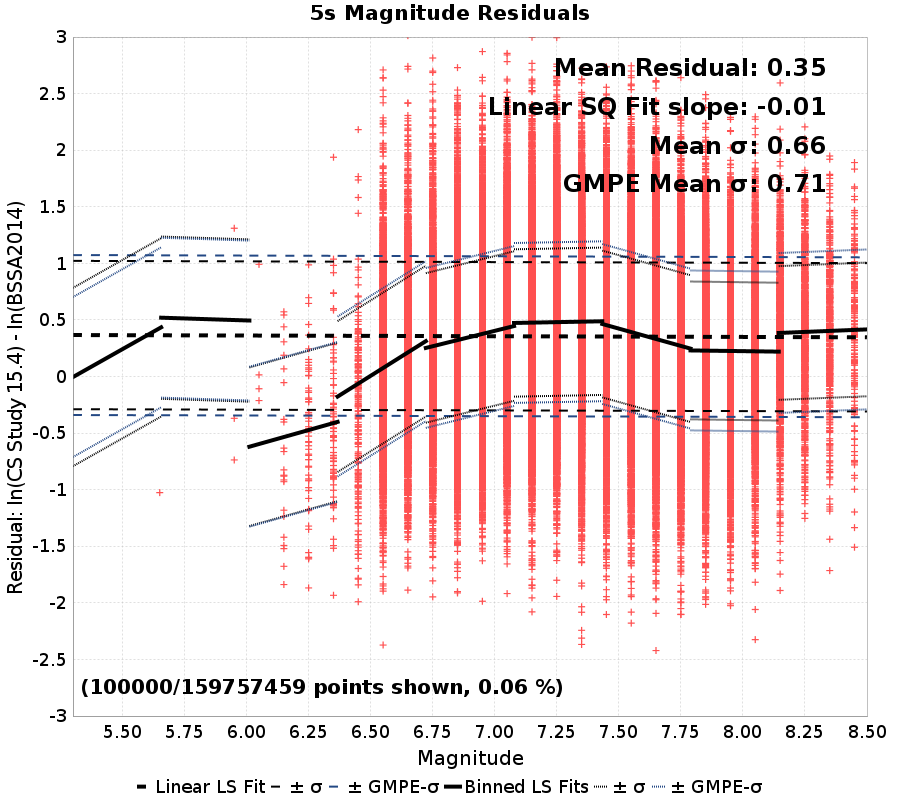 5s Magnitude Residuals
Mean Residual: 0.35
Linear SQ Fit slope: -0.01
Mean σ: 0.66
GMPE Mean σ: 0.71
3
2.5
2
1.5
1
0.5
0
-0.5
-1
-1.5
-2
-2.5
-3
Residual: ln(CS Study 15.4) - ln(BSSA2014)
(100000/159757459 points shown, 0.06 %)
5.50 5.75 6.00 6.25 6.50 6.75 7.00 7.25 7.50 7.75 8.00 8.25 8.50
Magnitude
Linear LS Fit ± σ ± GMPE-σ Binned LS Fits ± σ ± GMPE-σ